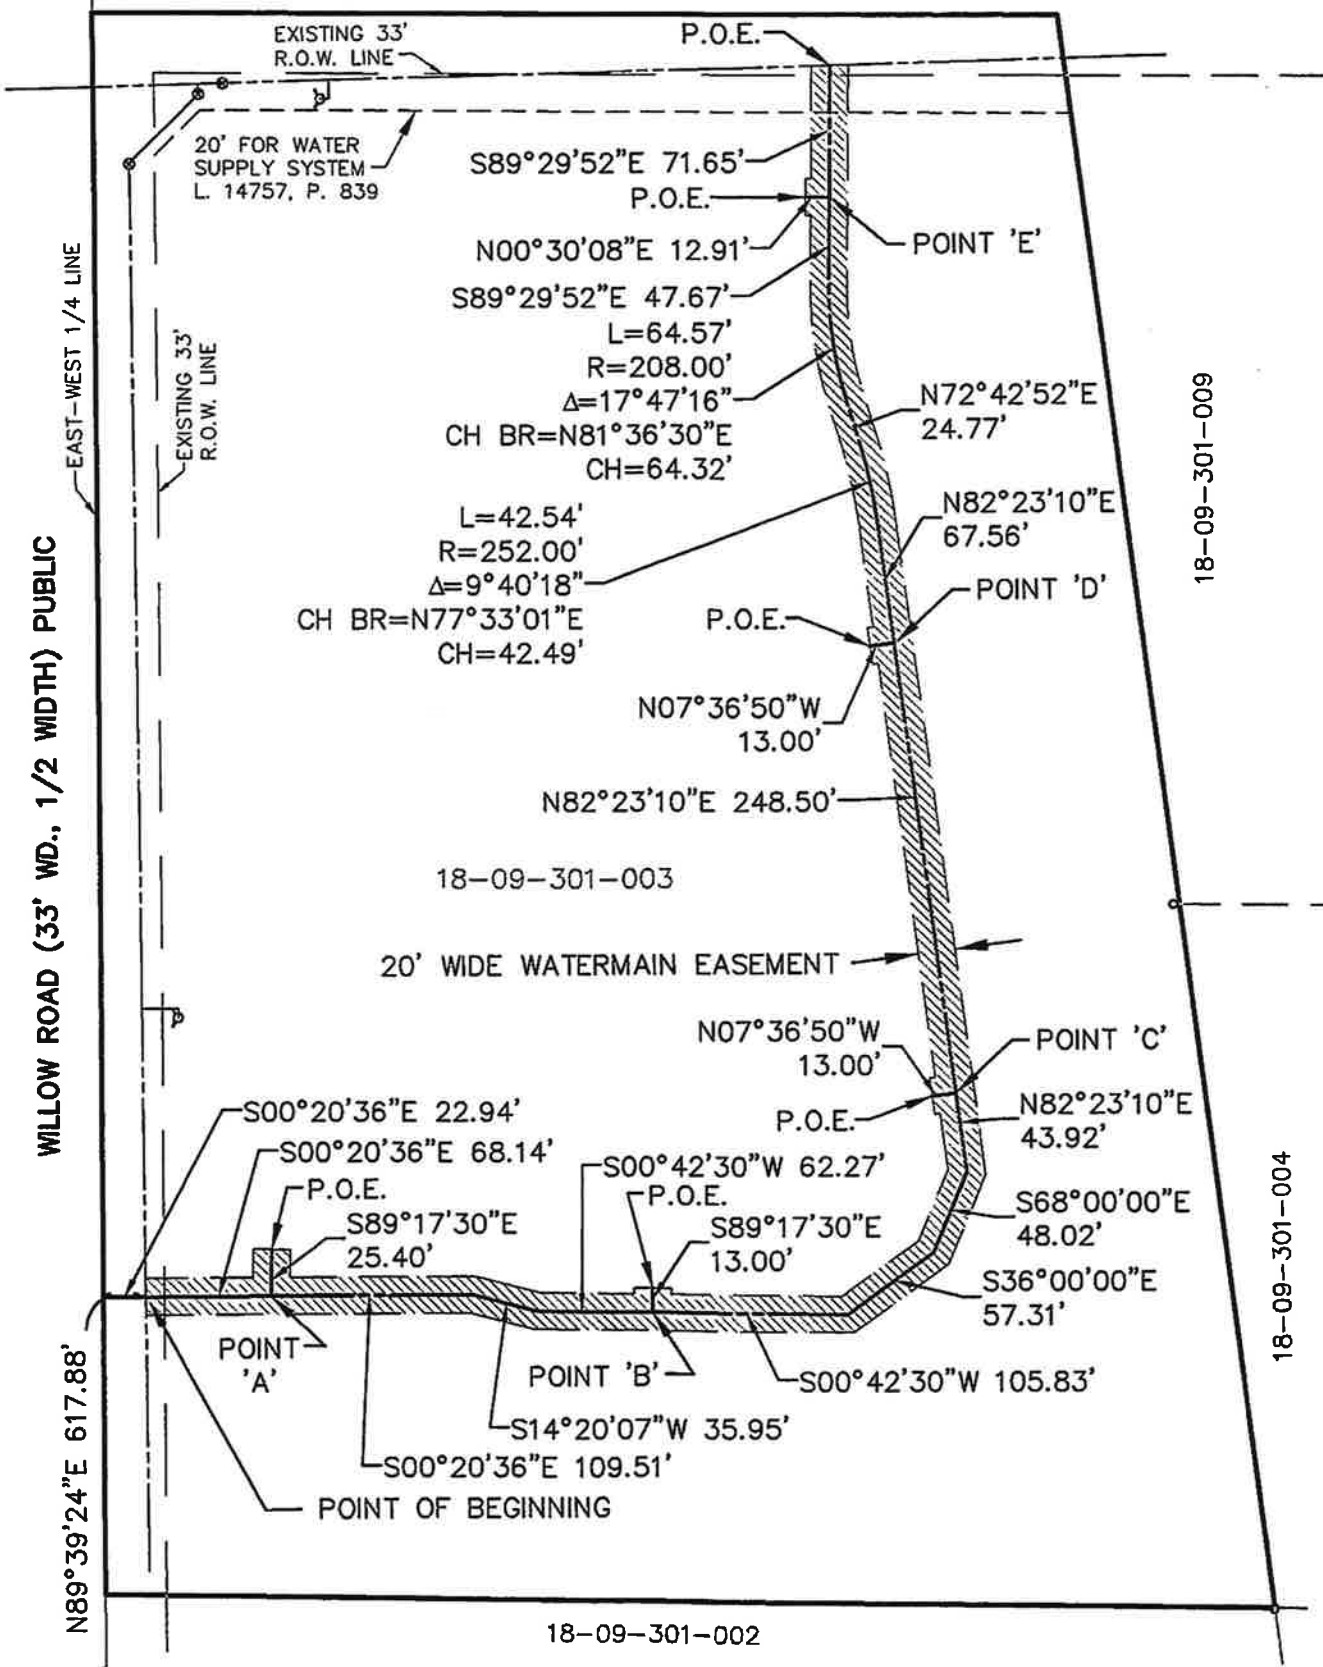 EXISTING 33'
R.O.W. LINE
P.O.E.
20' FOR WATER
SUPPLY SYSTEM
L. 14757, P. 839
S89°29'52"E 71.65'
P.O.E.
POINT 'E'
N00°30'08"E 12.91'
S89°29'52"E 47.67'
L=64.57'
R=208.00'
Δ=17°47'16"
CH BR=N81°36'30"E
CH=64.32'
EAST-WEST 1/4 LINE
EXISTING 33'
R.O.W. LINE
N72°42'52"E
24.77'
18-09-301-009
L=42.54'
R=252.00'
Δ=9°40'18"
CH BR=N77°33'01"E
CH=42.49'
N82°23'10"E
67.56'
POINT 'D'
P.O.E.
N07°36'50"W
13.00'
WILLOW ROAD (33' WD., 1/2 WIDTH) PUBLIC
N82°23'10"E 248.50'
18-09-301-003
20' WIDE WATERMAIN EASEMENT
N07°36'50"W
13.00'
POINT 'C'
P.O.E.
N82°23'10"E
43.92'
S00°20'36"E 22.94'
S00°20'36"E 68.14'
P.O.E.
S89°17'30"E
25.40'
S00°42'30"W 62.27'
P.O.E.
S89°17'30"E
13.00'
S68°00'00"E
48.02'
18-09-301-004
S36°00'00"E
57.31'
POINT
'A'
POINT 'B'
S00°42'30"W 105.83'
S14°20'07"W 35.95'
S00°20'36"E 109.51'
POINT OF BEGINNING
N89°39'24"E 617.88'
18-09-301-002